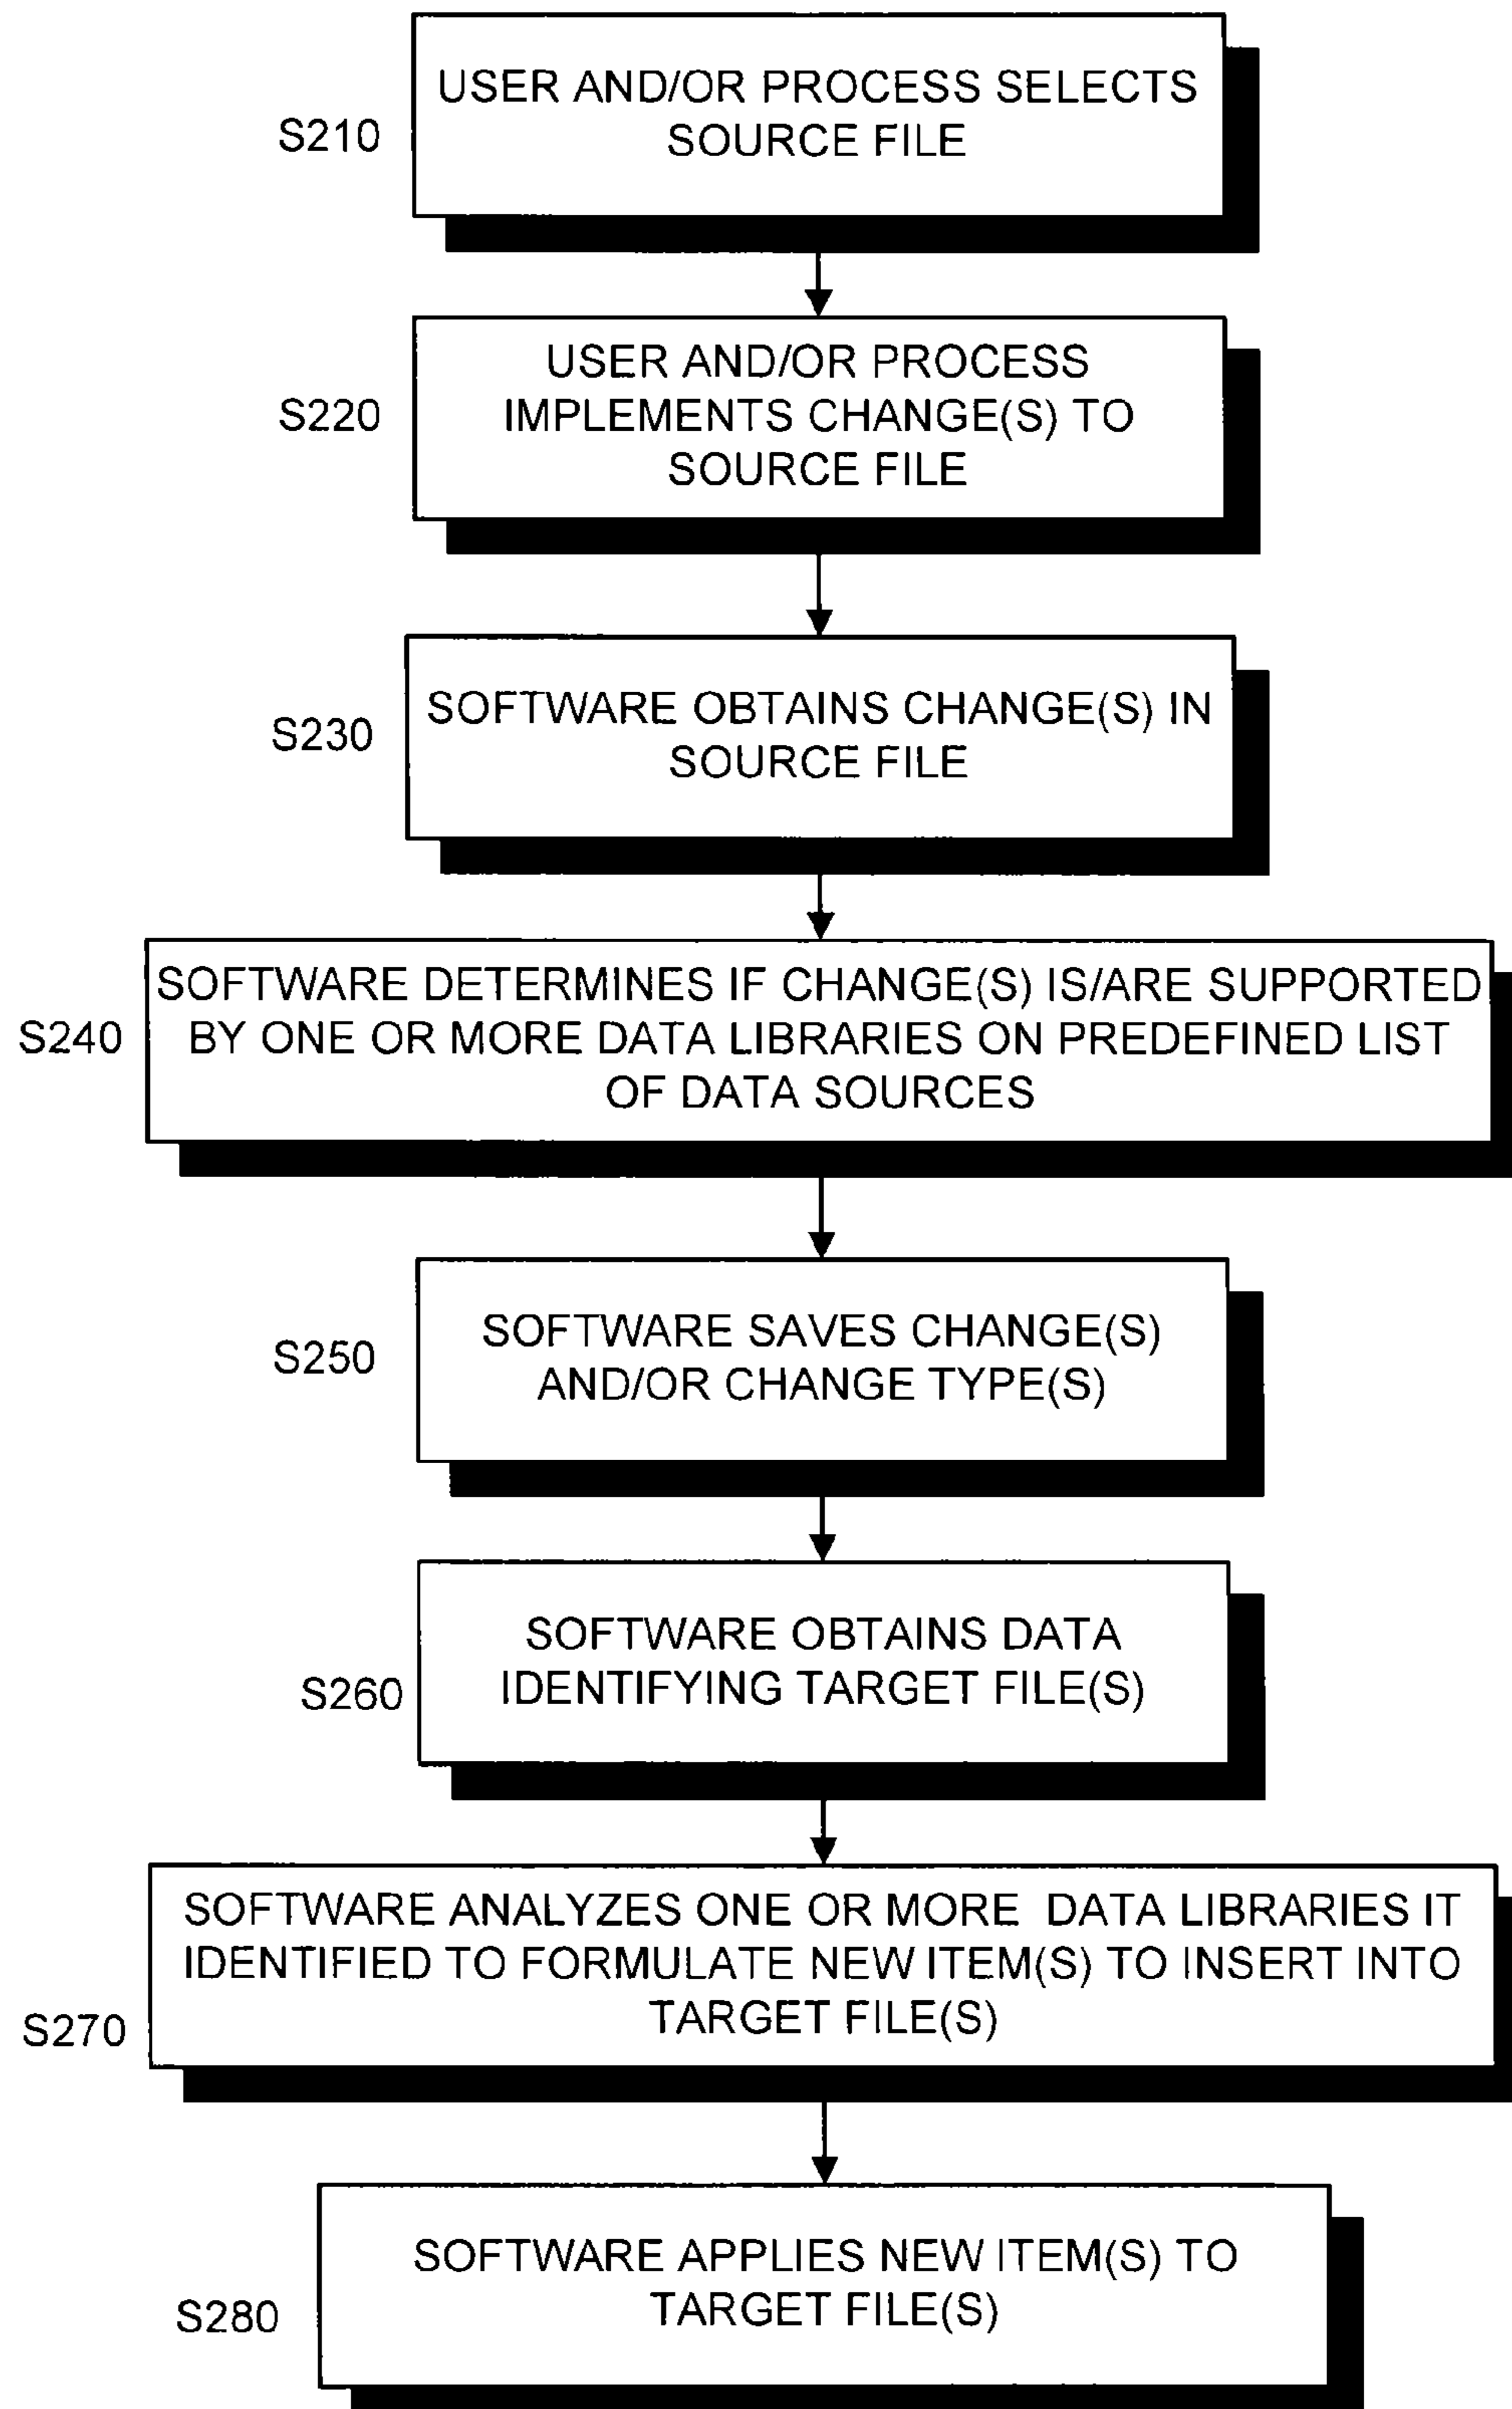 USER AND/OR PROCESS SELECTS
SOURCE FILE
S210
USER AND/OR PROCESS
IMPLEMENTS CHANGE(S) TO
SOURCE FILE
S220
SOFTWARE OBTAINS CHANGE(S) IN
SOURCE FILE
S230
SOFTWARE DETERMINES IF CHANGE(S) IS/ARE SUPPORTED
BY ONE OR MORE DATA LIBRARIES ON PREDEFINED LIST
OF DATA SOURCES
S240
SOFTWARE SAVES CHANGE(S)
AND/OR CHANGE TYPE(S)
S250
SOFTWARE OBTAINS DATA
IDENTIFYING TARGET FILE(S)
S260
SOFTWARE ANALYZES ONE OR MORE DATA LIBRARIES IT
IDENTIFIED TO FORMULATE NEW ITEM(S) TO INSERT INTO
TARGET FILE(S)
S270
SOFTWARE APPLIES NEW ITEM(S) TO
TARGET FILE(S)
S280